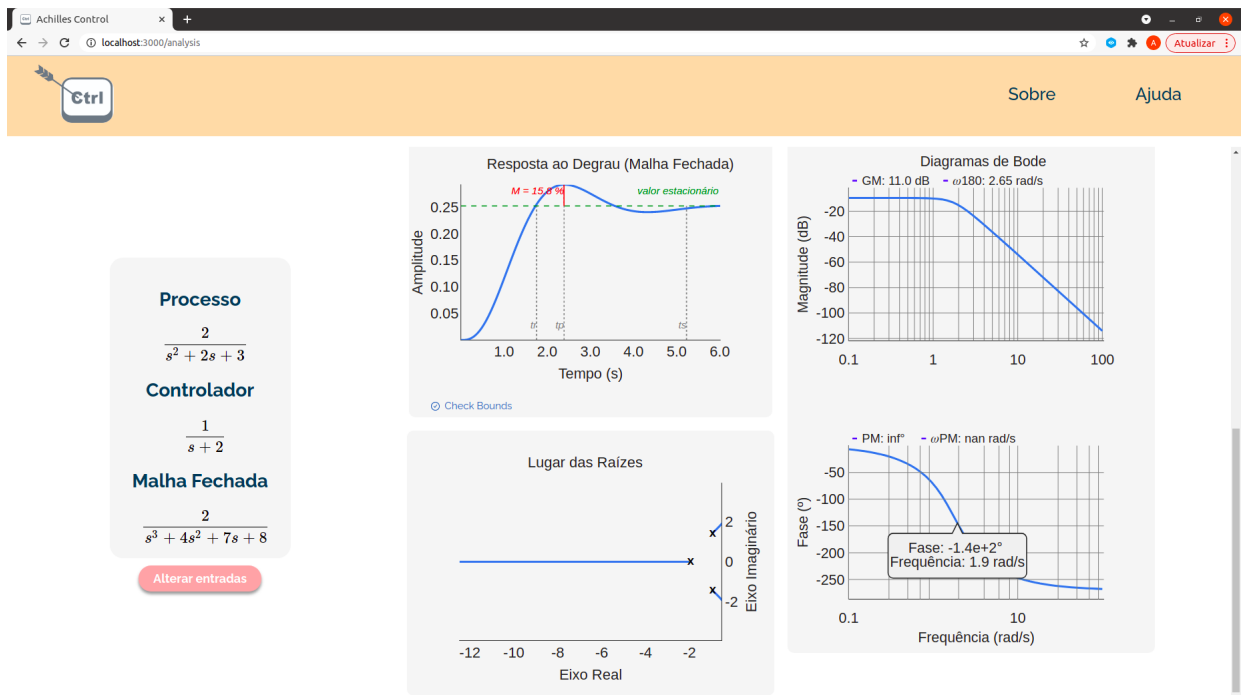 Achilles Control
localhost:3000/analysis
Atualizar
Ctrl
Sobre
Ajuda
Processo
2
s² + 2s + 3
Controlador
1
s + 2
Malha Fechada
2
s³ + 4s² + 7s + 8
Alterar entradas
Resposta ao Degrau (Malha Fechada)
M = 15.8 %
valor estacionário
0.25
0.20
0.15
0.10
0.05
Amplitude
tr
tp
ts
1.0 2.0 3.0 4.0 5.0 6.0
Tempo (s)
Check Bounds
Lugar das Raízes
2
0
-2
Eixo Imaginário
-12 -10 -8 -6 -4 -2
Eixo Real
Diagramas de Bode
- GM: 11.0 dB - ω180: 2.65 rad/s
-20
-40
-60
-80
-100
-120
Magnitude (dB)
0.1 1 10 100
- PM: inf° - ωPM: nan rad/s
-50
-100
-150
-200
-250
Fase (º)
Fase: -1.4e+2°
Frequência: 1.9 rad/s
0.1 10
Frequência (rad/s)